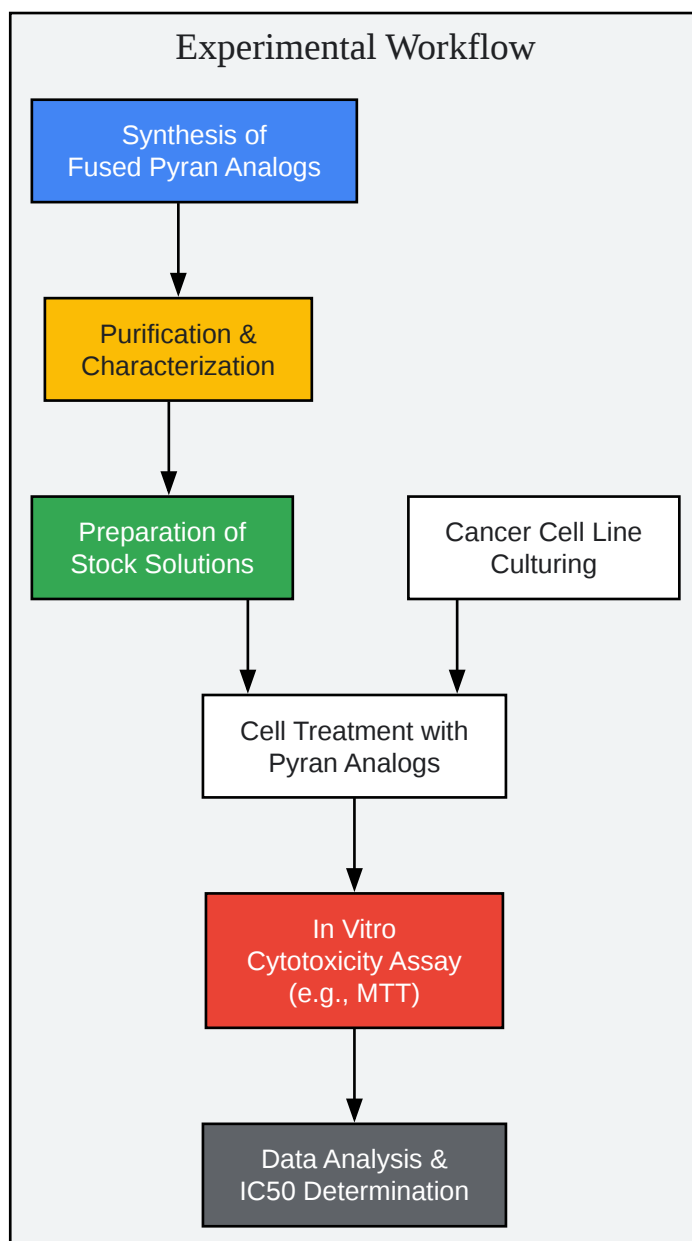 Experimental Workflow
Synthesis of
Fused Pyran Analogs
Purification &
Characterization
Preparation of
Stock Solutions
Cancer Cell Line
Culturing
Cell Treatment with
Pyran Analogs
In Vitro
Cytotoxicity Assay
(e.g., MTT)
Data Analysis &
IC50 Determination